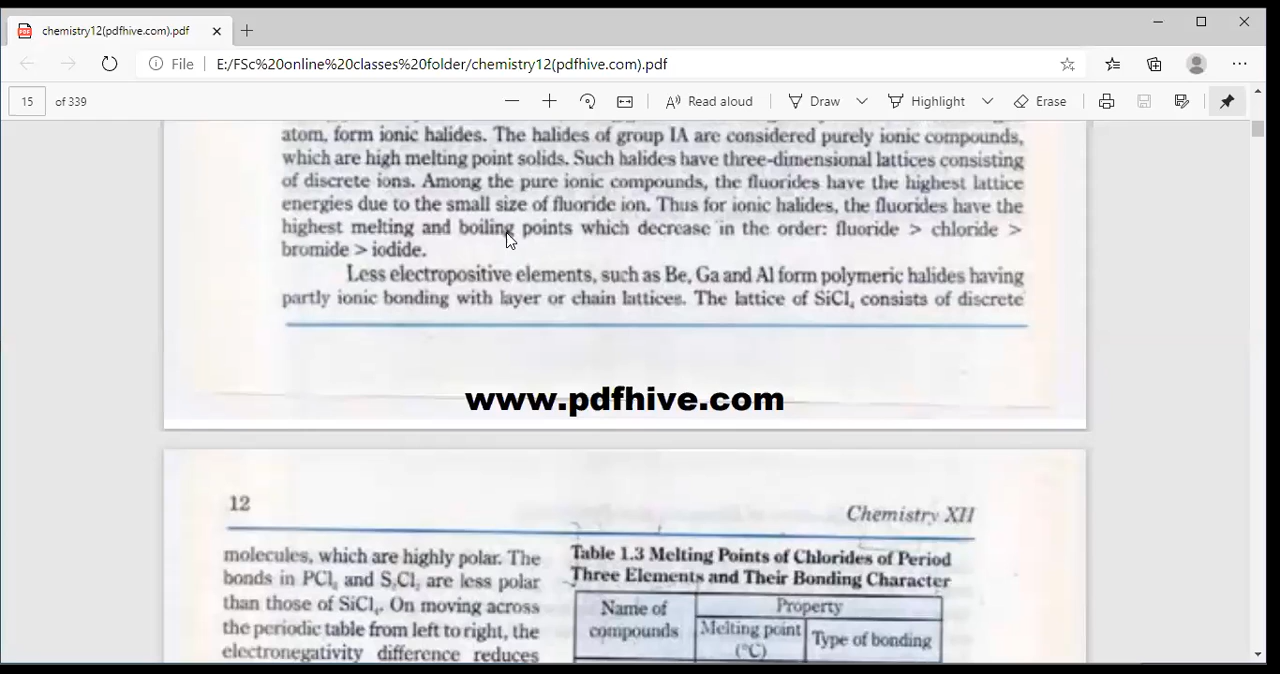 chemistry12(pdfhive.com).pdf
File E:/FSc%20online%20classes%20folder/chemistry12(pdfhive.com).pdf
15 of 339 Read aloud Draw Highlight Erase
atom, form ionic halides. The halides of group IA are considered purely ionic compounds,
which are high melting point solids. Such halides have three-dimensional lattices consisting
of discrete ions. Among the pure ionic compounds, the fluorides have the highest lattice
energies due to the small size of fluoride ion. Thus for ionic halides, the fluorides have the
highest melting and boiling points which decrease in the order: fluoride > chloride >
bromide > iodide.
Less electropositive elements, such as Be, Ga and Al form polymeric halides having
partly ionic bonding with layer or chain lattices. The lattice of SiCl₄ consists of discrete
www.pdfhive.com
12
Chemistry XII
molecules, which are highly polar. The
bonds in PCl₃ and S₂Cl₂ are less polar
than those of SiCl₄. On moving across
the periodic table from left to right, the
electronegativity difference reduces
Table 1.3 Melting Points of Chlorides of Period
Three Elements and Their Bonding Character
Name of
compounds
Property
Melting point
(°C)
Type of bonding